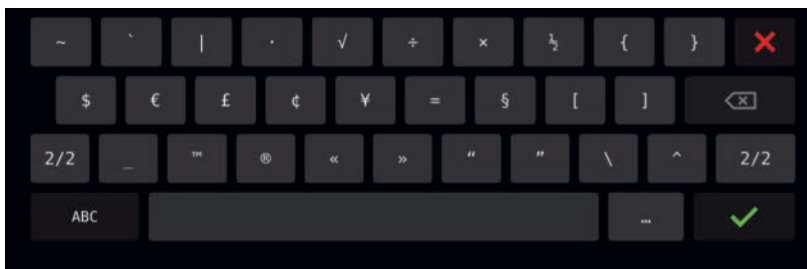 ~ ` | · √ ÷ × ½ { }
$ € £ ¢ ¥ = § [ ]
2/2 _ ™ ® « » “ ” \ ^ 2/2
ABC …